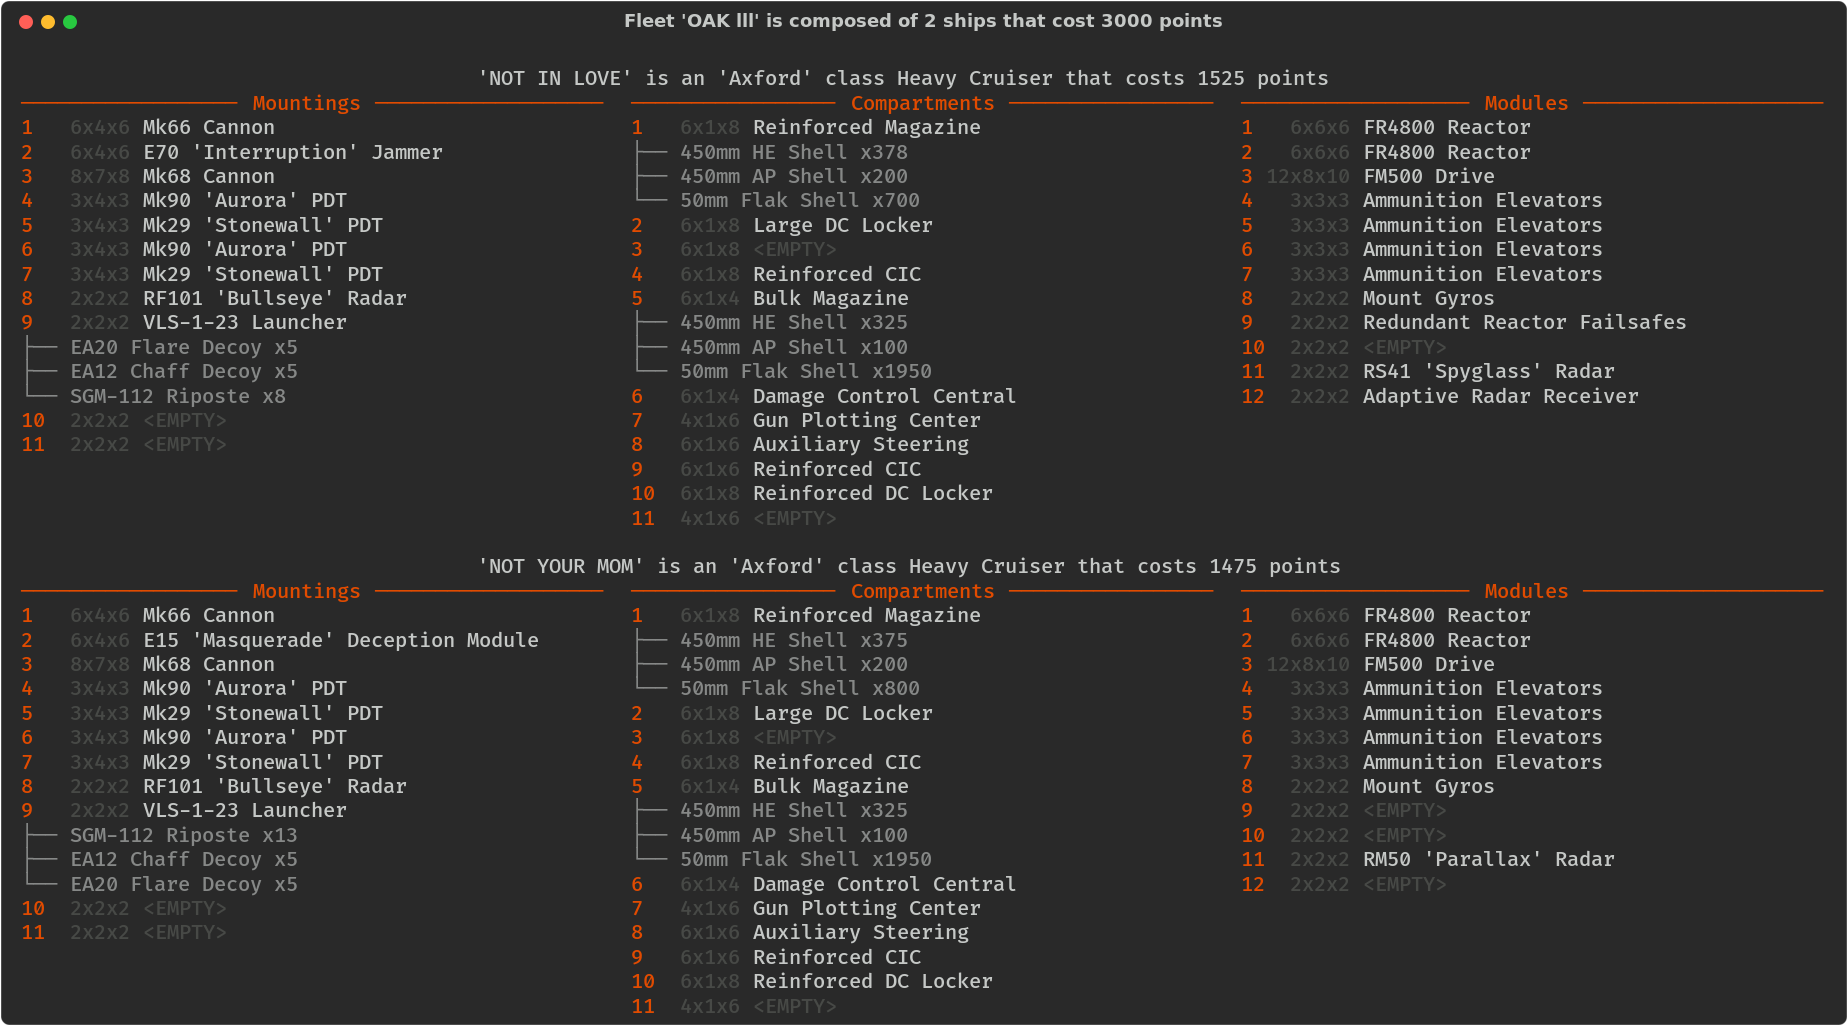 Fleet 'OAK lll' is composed of 2 ships that cost 3000 points
'NOT IN LOVE' is an 'Axford' class Heavy Cruiser that costs 1525 points
Mountings
1 6x4x6 Mk66 Cannon
2 6x4x6 E70 'Interruption' Jammer
3 8x7x8 Mk68 Cannon
4 3x4x3 Mk90 'Aurora' PDT
5 3x4x3 Mk29 'Stonewall' PDT
6 3x4x3 Mk90 'Aurora' PDT
7 3x4x3 Mk29 'Stonewall' PDT
8 2x2x2 RF101 'Bullseye' Radar
9 2x2x2 VLS-1-23 Launcher
├── EA20 Flare Decoy x5
├── EA12 Chaff Decoy x5
└── SGM-112 Riposte x8
10 2x2x2 <EMPTY>
11 2x2x2 <EMPTY>
Compartments
1 6x1x8 Reinforced Magazine
├── 450mm HE Shell x378
├── 450mm AP Shell x200
└── 50mm Flak Shell x700
2 6x1x8 Large DC Locker
3 6x1x8 <EMPTY>
4 6x1x8 Reinforced CIC
5 6x1x4 Bulk Magazine
├── 450mm HE Shell x325
├── 450mm AP Shell x100
└── 50mm Flak Shell x1950
6 6x1x4 Damage Control Central
7 4x1x6 Gun Plotting Center
8 6x1x6 Auxiliary Steering
9 6x1x6 Reinforced CIC
10 6x1x8 Reinforced DC Locker
11 4x1x6 <EMPTY>
Modules
1 6x6x6 FR4800 Reactor
2 6x6x6 FR4800 Reactor
3 12x8x10 FM500 Drive
4 3x3x3 Ammunition Elevators
5 3x3x3 Ammunition Elevators
6 3x3x3 Ammunition Elevators
7 3x3x3 Ammunition Elevators
8 2x2x2 Mount Gyros
9 2x2x2 Redundant Reactor Failsafes
10 2x2x2 <EMPTY>
11 2x2x2 RS41 'Spyglass' Radar
12 2x2x2 Adaptive Radar Receiver
'NOT YOUR MOM' is an 'Axford' class Heavy Cruiser that costs 1475 points
Mountings
1 6x4x6 Mk66 Cannon
2 6x4x6 E15 'Masquerade' Deception Module
3 8x7x8 Mk68 Cannon
4 3x4x3 Mk90 'Aurora' PDT
5 3x4x3 Mk29 'Stonewall' PDT
6 3x4x3 Mk90 'Aurora' PDT
7 3x4x3 Mk29 'Stonewall' PDT
8 2x2x2 RF101 'Bullseye' Radar
9 2x2x2 VLS-1-23 Launcher
├── SGM-112 Riposte x13
├── EA12 Chaff Decoy x5
└── EA20 Flare Decoy x5
10 2x2x2 <EMPTY>
11 2x2x2 <EMPTY>
Compartments
1 6x1x8 Reinforced Magazine
├── 450mm HE Shell x375
├── 450mm AP Shell x200
└── 50mm Flak Shell x800
2 6x1x8 Large DC Locker
3 6x1x8 <EMPTY>
4 6x1x8 Reinforced CIC
5 6x1x4 Bulk Magazine
├── 450mm HE Shell x325
├── 450mm AP Shell x100
└── 50mm Flak Shell x1950
6 6x1x4 Damage Control Central
7 4x1x6 Gun Plotting Center
8 6x1x6 Auxiliary Steering
9 6x1x6 Reinforced CIC
10 6x1x8 Reinforced DC Locker
11 4x1x6 <EMPTY>
Modules
1 6x6x6 FR4800 Reactor
2 6x6x6 FR4800 Reactor
3 12x8x10 FM500 Drive
4 3x3x3 Ammunition Elevators
5 3x3x3 Ammunition Elevators
6 3x3x3 Ammunition Elevators
7 3x3x3 Ammunition Elevators
8 2x2x2 Mount Gyros
9 2x2x2 <EMPTY>
10 2x2x2 <EMPTY>
11 2x2x2 RM50 'Parallax' Radar
12 2x2x2 <EMPTY>